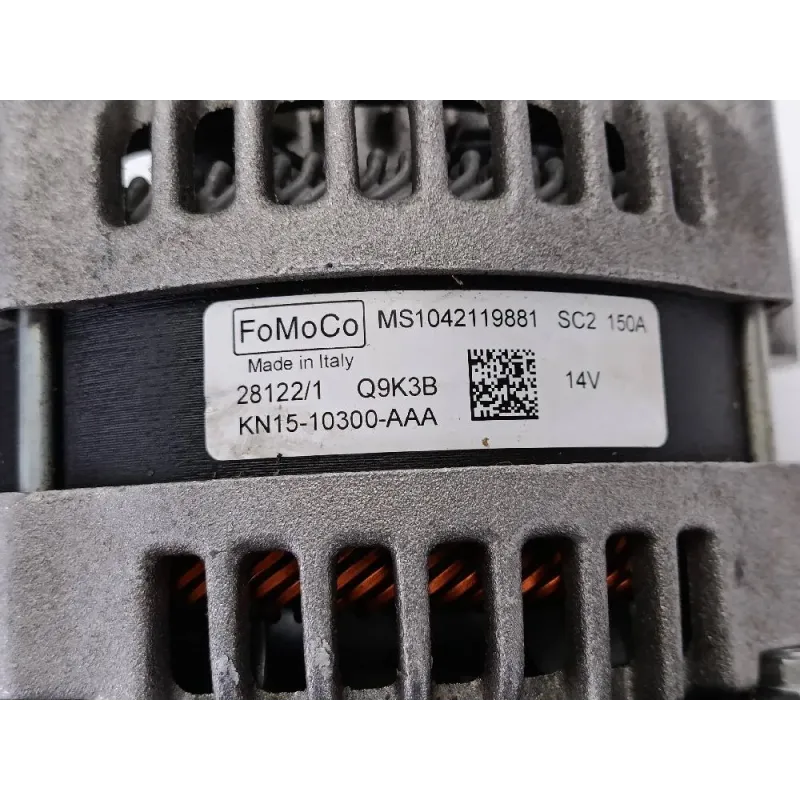 FoMoCo MS1042119881 SC2 150A
Made in Italy
28122/1 Q9K3B 14V
KN15-10300-AAA